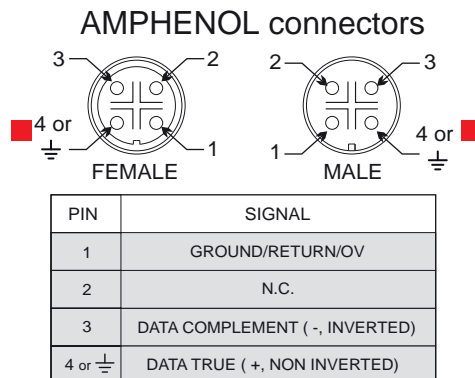 AMPHENOL connectors
3 2 2 3
4 or ⏚ 1 1 4 or ⏚
FEMALE MALE
PIN SIGNAL
1 GROUND/RETURN/OV
2 N.C.
3 DATA COMPLEMENT ( -, INVERTED)
4 or ⏚ DATA TRUE ( +, NON INVERTED)